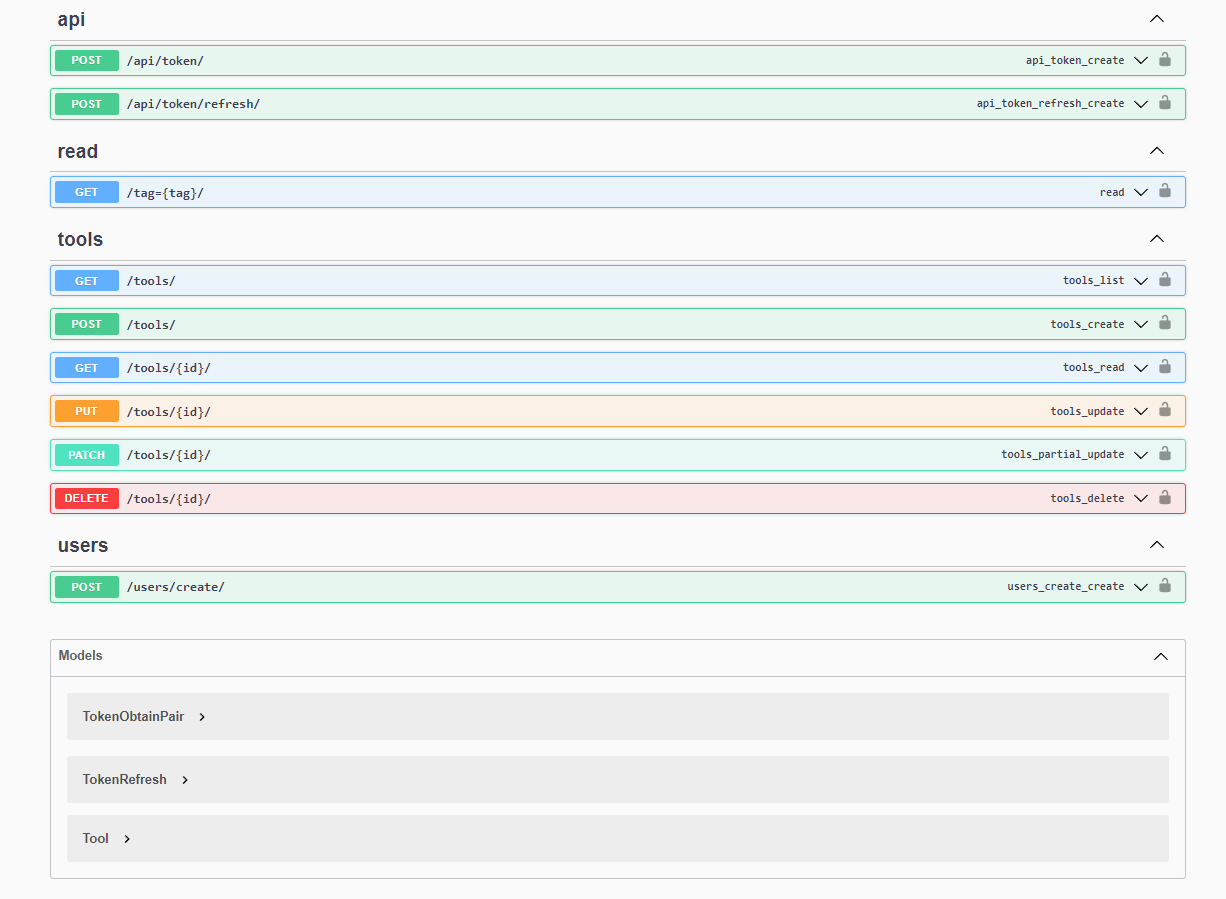 api
POST /api/token/ api_token_create
POST /api/token/refresh/ api_token_refresh_create
read
GET /tag={tag}/ read
tools
GET /tools/ tools_list
POST /tools/ tools_create
GET /tools/{id}/ tools_read
PUT /tools/{id}/ tools_update
PATCH /tools/{id}/ tools_partial_update
DELETE /tools/{id}/ tools_delete
users
POST /users/create/ users_create_create
Models
TokenObtainPair
TokenRefresh
Tool